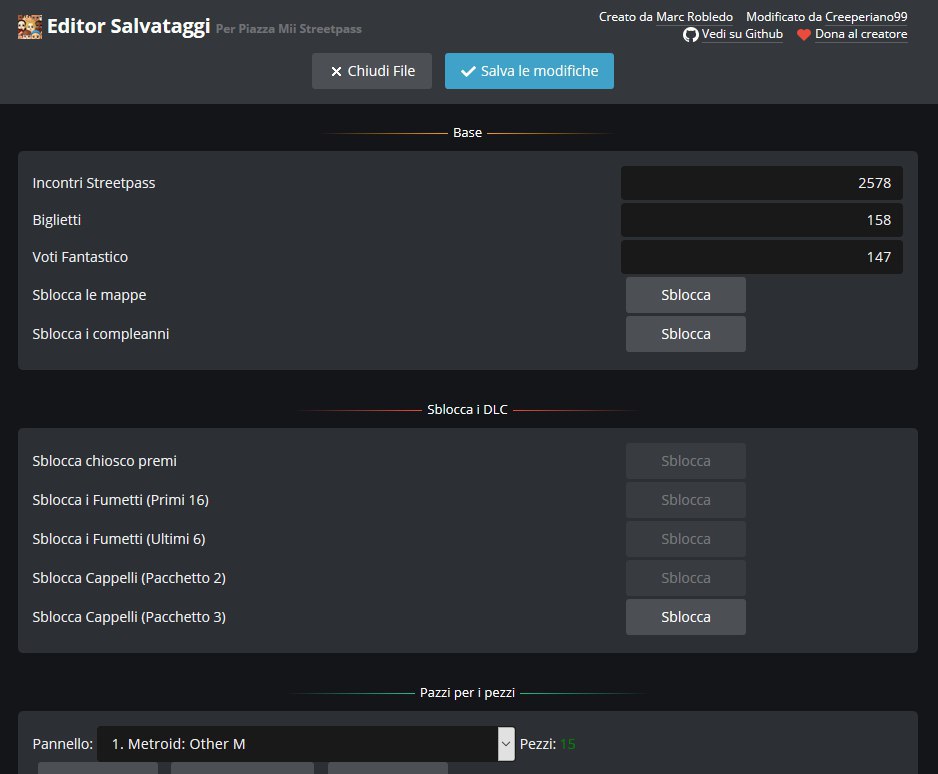 Editor Salvataggi Per Piazza Mii Streetpass
Creato da Marc Robledo Modificato da Creeperiano99
Vedi su Github Dona al creatore
Chiudi File Salva le modifiche
Base
Incontri Streetpass 2578
Biglietti 158
Voti Fantastico 147
Sblocca le mappe Sblocca
Sblocca i compleanni Sblocca
Sblocca i DLC
Sblocca chiosco premi Sblocca
Sblocca i Fumetti (Primi 16) Sblocca
Sblocca i Fumetti (Ultimi 6) Sblocca
Sblocca Cappelli (Pacchetto 2) Sblocca
Sblocca Cappelli (Pacchetto 3) Sblocca
Pazzi per i pezzi
Pannello: 1. Metroid: Other M Pezzi: 15